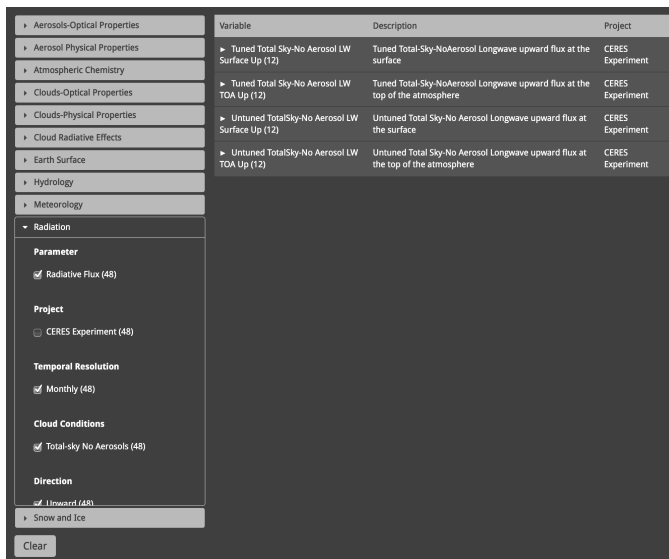 Aerosols-Optical Properties
Aerosol Physical Properties
Atmospheric Chemistry
Clouds-Optical Properties
Clouds-Physical Properties
Cloud Radiative Effects
Earth Surface
Hydrology
Meteorology
Radiation
Parameter
Radiative Flux (48)
Project
CERES Experiment (48)
Temporal Resolution
Monthly (48)
Cloud Conditions
Total-sky No Aerosols (48)
Direction
Upward (48)
Snow and Ice
Clear
Variable Description Project
Tuned Total Sky-No Aerosol LW Tuned Total-Sky-NoAerosol Longwave upward flux at the CERES
Surface Up (12) surface Experiment
Tuned Total Sky-No Aerosol LW Tuned Total-Sky-NoAerosol Longwave upward flux at the CERES
TOA Up (12) top of the atmosphere Experiment
Untuned TotalSky-No Aerosol LW Untuned Total Sky-No Aerosol Longwave upward flux at CERES
Surface Up (12) the surface Experiment
Untuned TotalSky-No Aerosol LW Untuned Total Sky-No Aerosol Longwave upward flux at CERES
TOA Up (12) the top of the atmosphere Experiment